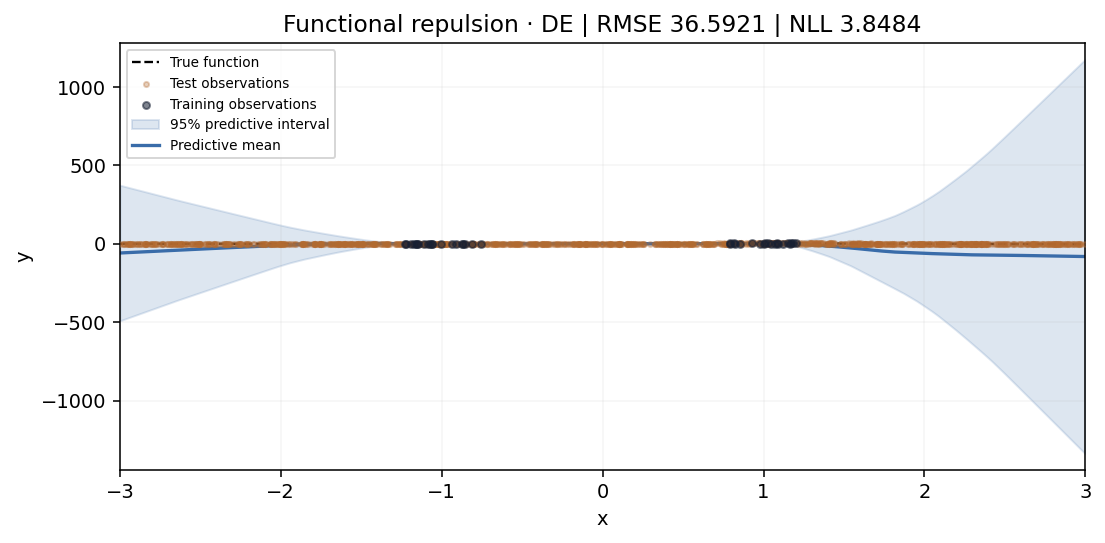 Functional repulsion · DE | RMSE 36.5921 | NLL 3.8484
True function
Test observations
Training observations
95% predictive interval
Predictive mean
1000
500
0
−500
−1000
y
−3
−2
−1
0
1
2
3
x